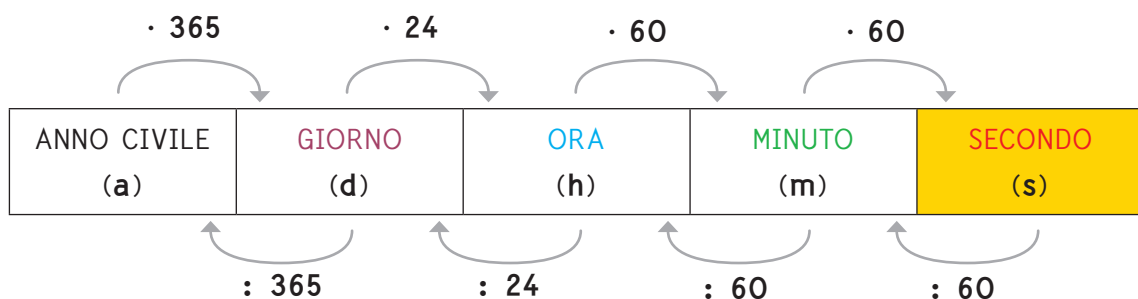 · 365 · 24 · 60 · 60
ANNO CIVILE GIORNO ORA MINUTO SECONDO
(a) (d) (h) (m) (s)
: 365 : 24 : 60 : 60